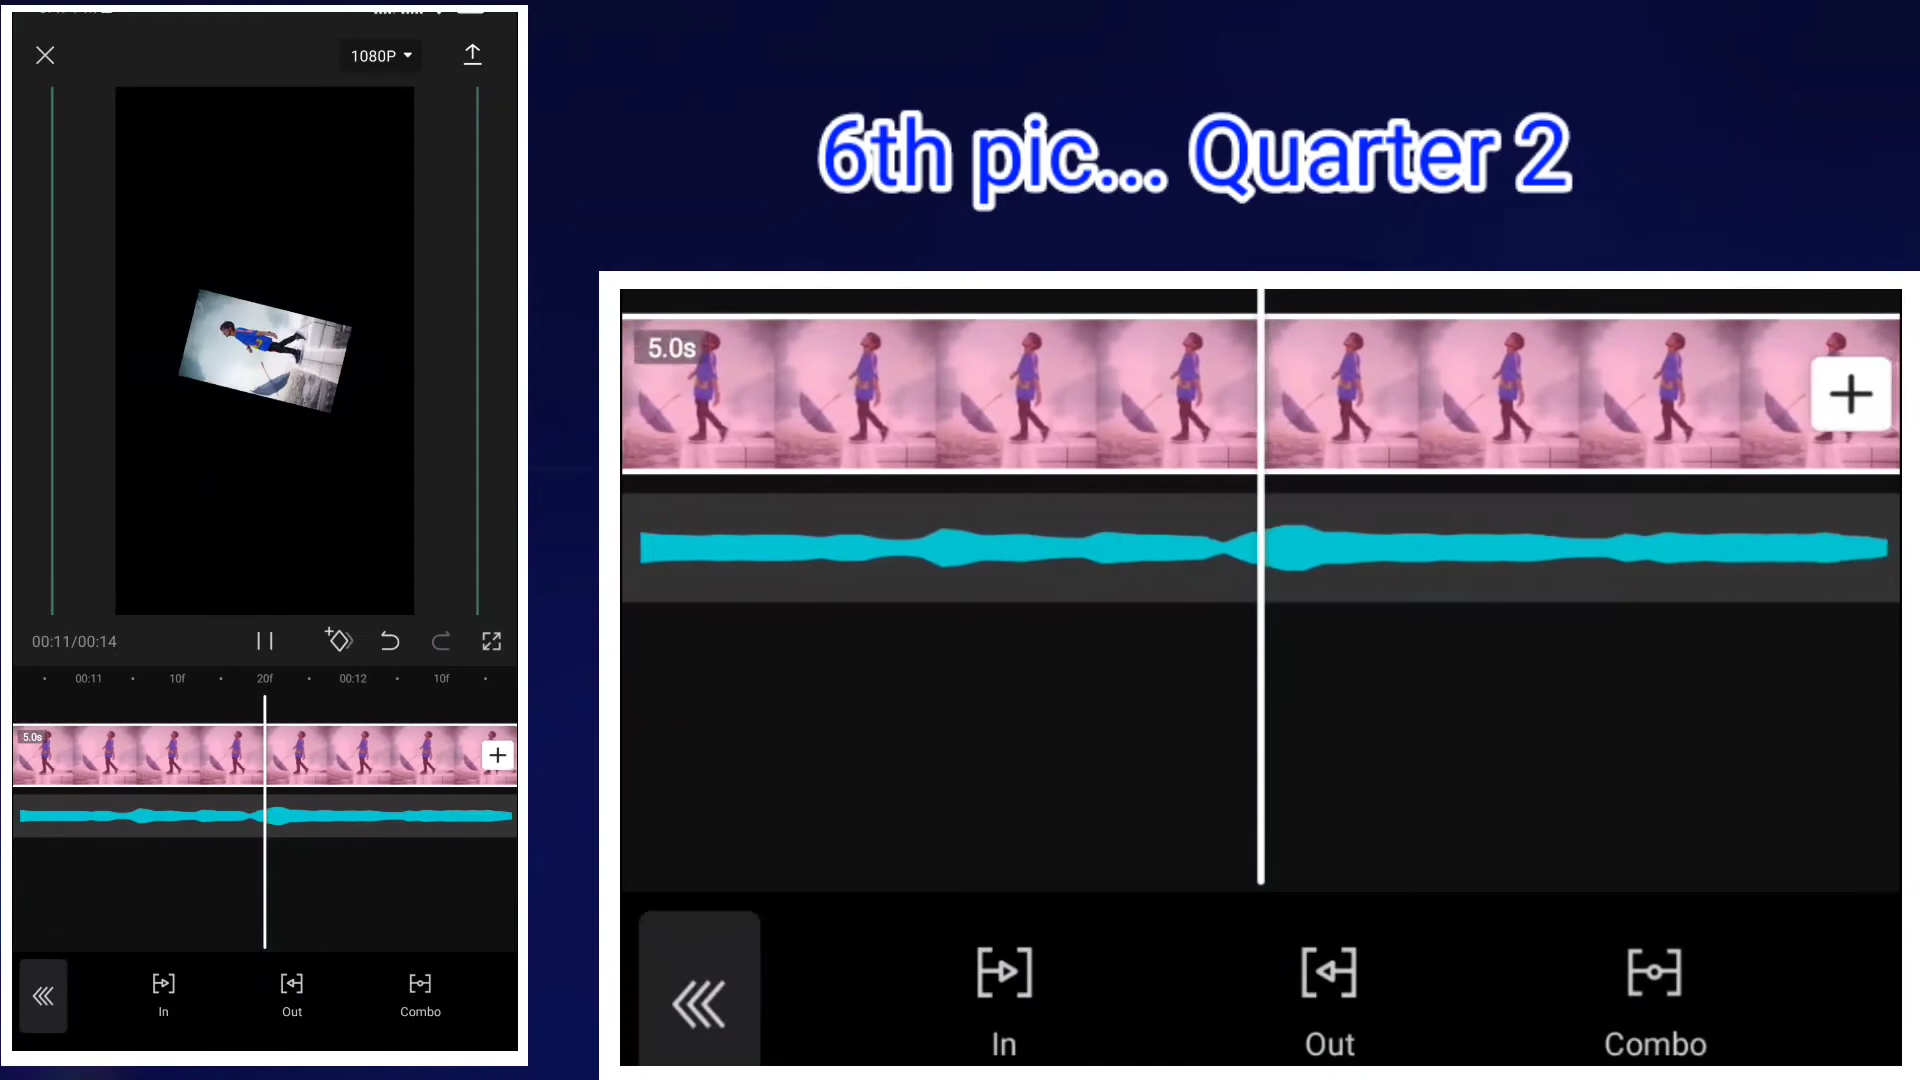 1080P
6th pic... Quarter 2
00:11/00:14
00:11 10f 20f 00:12 10f
5.0s
In Out Combo
5.0s
In Out Combo